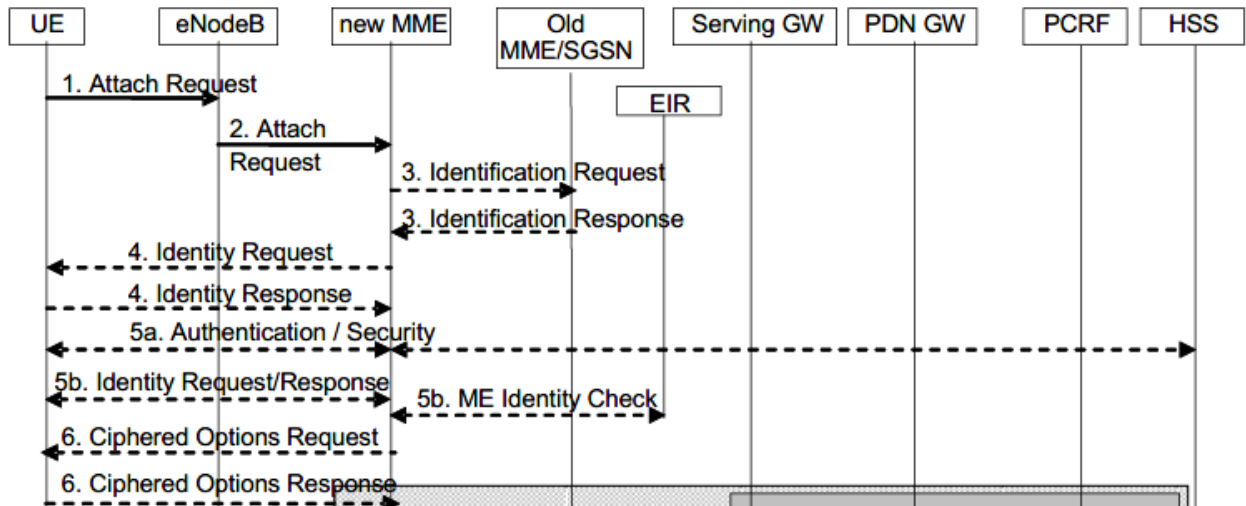 UE
eNodeB
new MME
Old
MME/SGSN
Serving GW
PDN GW
PCRF
HSS
1. Attach Request
EIR
2. Attach
Request
3. Identification Request
3. Identification Response
4. Identity Request
4. Identity Response
5a. Authentication / Security
5b. Identity Request/Response
5b. ME Identity Check
6. Ciphered Options Request
6. Ciphered Options Response